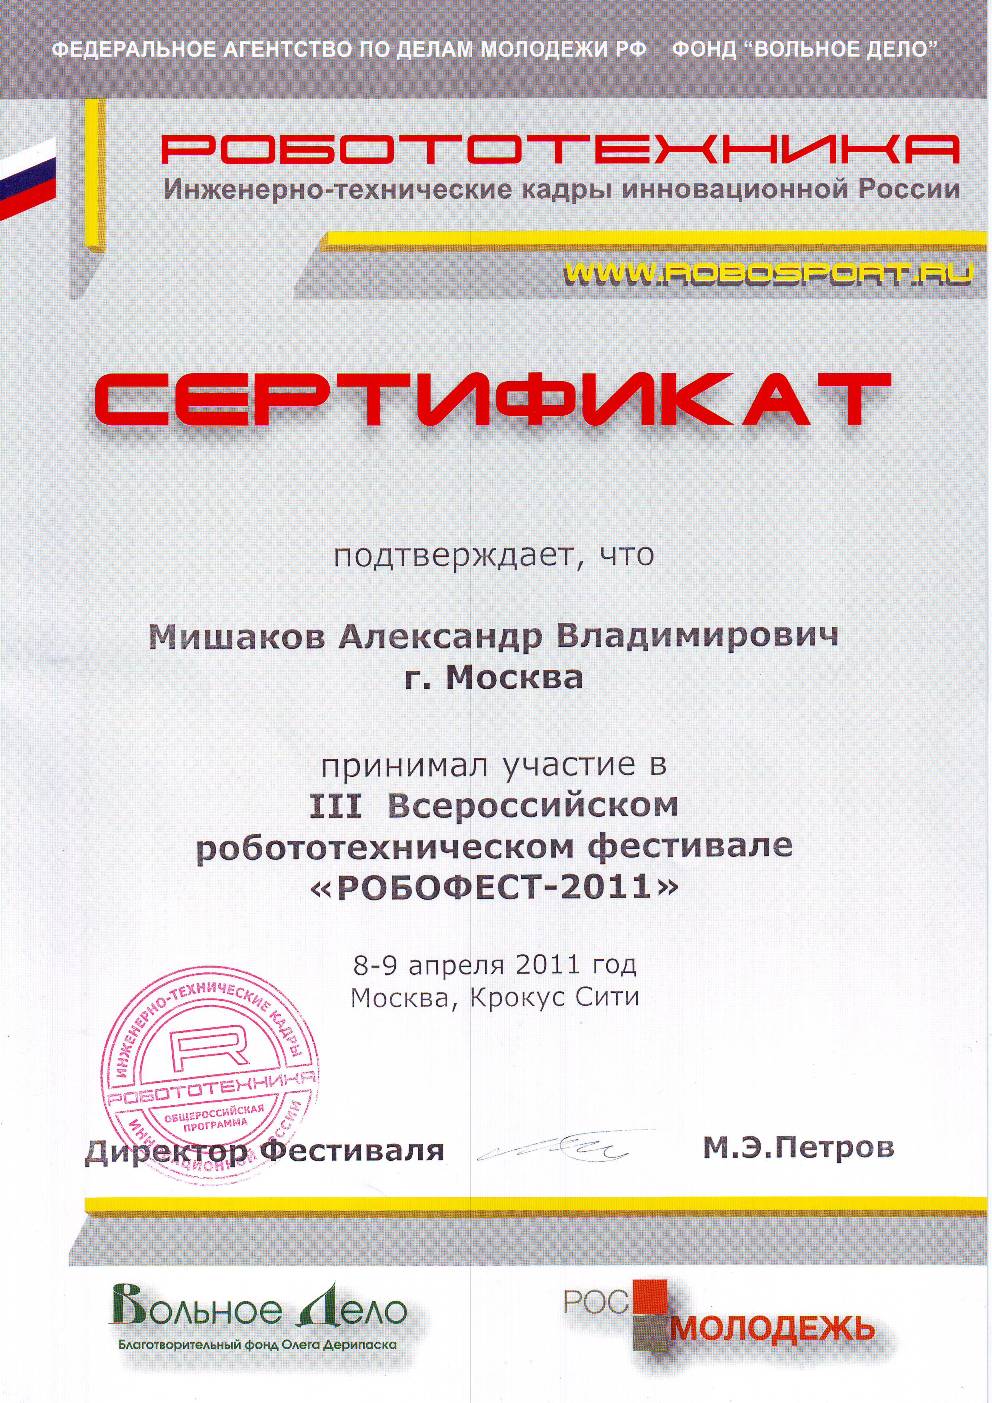 ФЕДЕРАЛЬНОЕ АГЕНТСТВО ПО ДЕЛАМ МОЛОДЕЖИ РФ ФОНД “ВОЛЬНОЕ ДЕЛО”
РОБОТОТЕХНИКА
Инженерно-технические кадры инновационной России
WWW.ROBOSPORT.RU
СЕРТИФИКАТ
подтверждает, что
Мишаков Александр Владимирович
г. Москва
принимал участие в
III Всероссийском
робототехническом фестивале
«РОБОФЕСТ-2011»
8-9 апреля 2011 год
Москва, Крокус Сити
ИНЖЕНЕРНО-ТЕХНИЧЕСКИЕ КАДРЫ
R
РОБОТОТЕХНИКА
ОБЩЕРОССИЙСКАЯ
ПРОГРАММА
ИННОВАЦИОННОЙ РОССИИ
Директор Фестиваля М.Э.Петров
Вольное Дело
Благотворительный фонд Олега Дерипаска
РОС
МОЛОДЕЖЬ